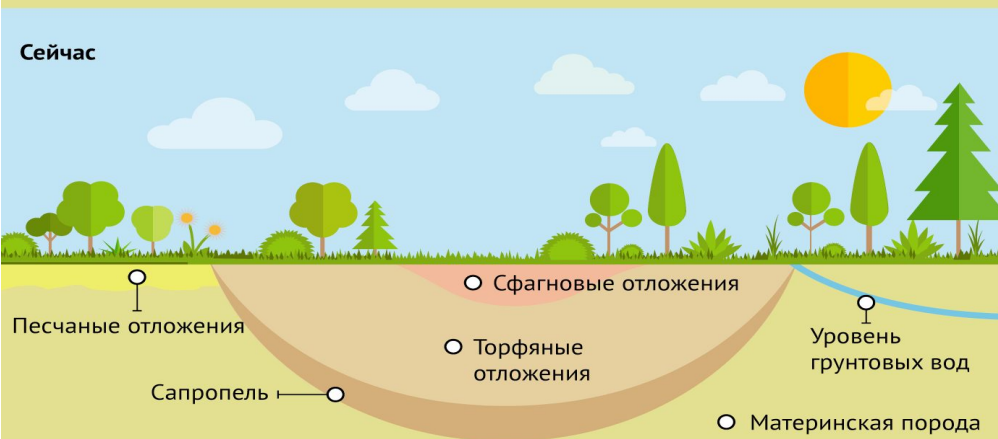 Сейчас
Сфагновые отложения
Песчаные отложения
Торфяные
отложения
Уровень
грунтовых вод
Сапропель
Материнская порода